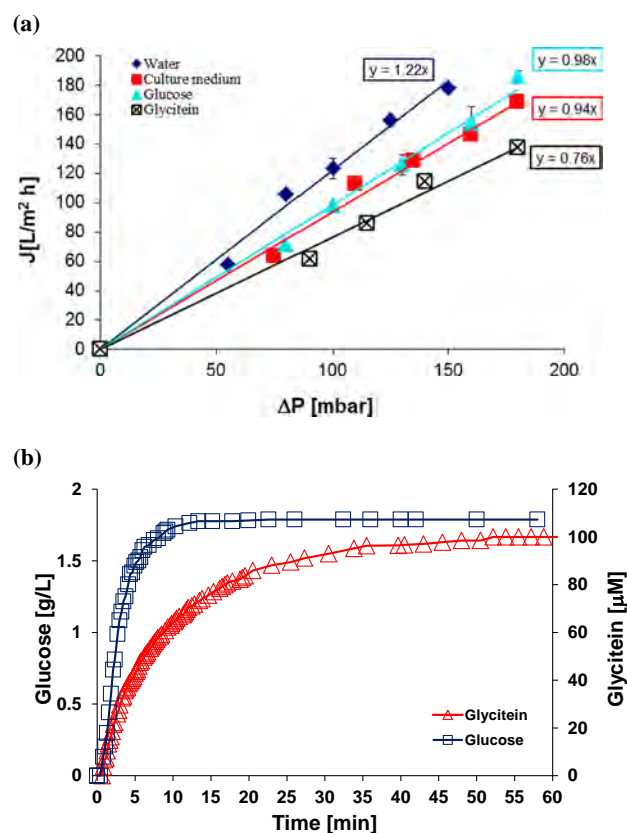 (a)
200
180
160
140
120
100
80
60
40
20
0
J[L/m² h]
Water
Culture medium
Glucose
Glycitein
y = 1.22x
y = 0.98x
y = 0.94x
y = 0.76x
0 50 100 150 200
ΔP [mbar]
(b)
2
1.5
1
0.5
0
Glucose [g/L]
120
100
80
60
40
20
0
Glycitein [µM]
Glycitein
Glucose
0 5 10 15 20 25 30 35 40 45 50 55 60
Time [min]